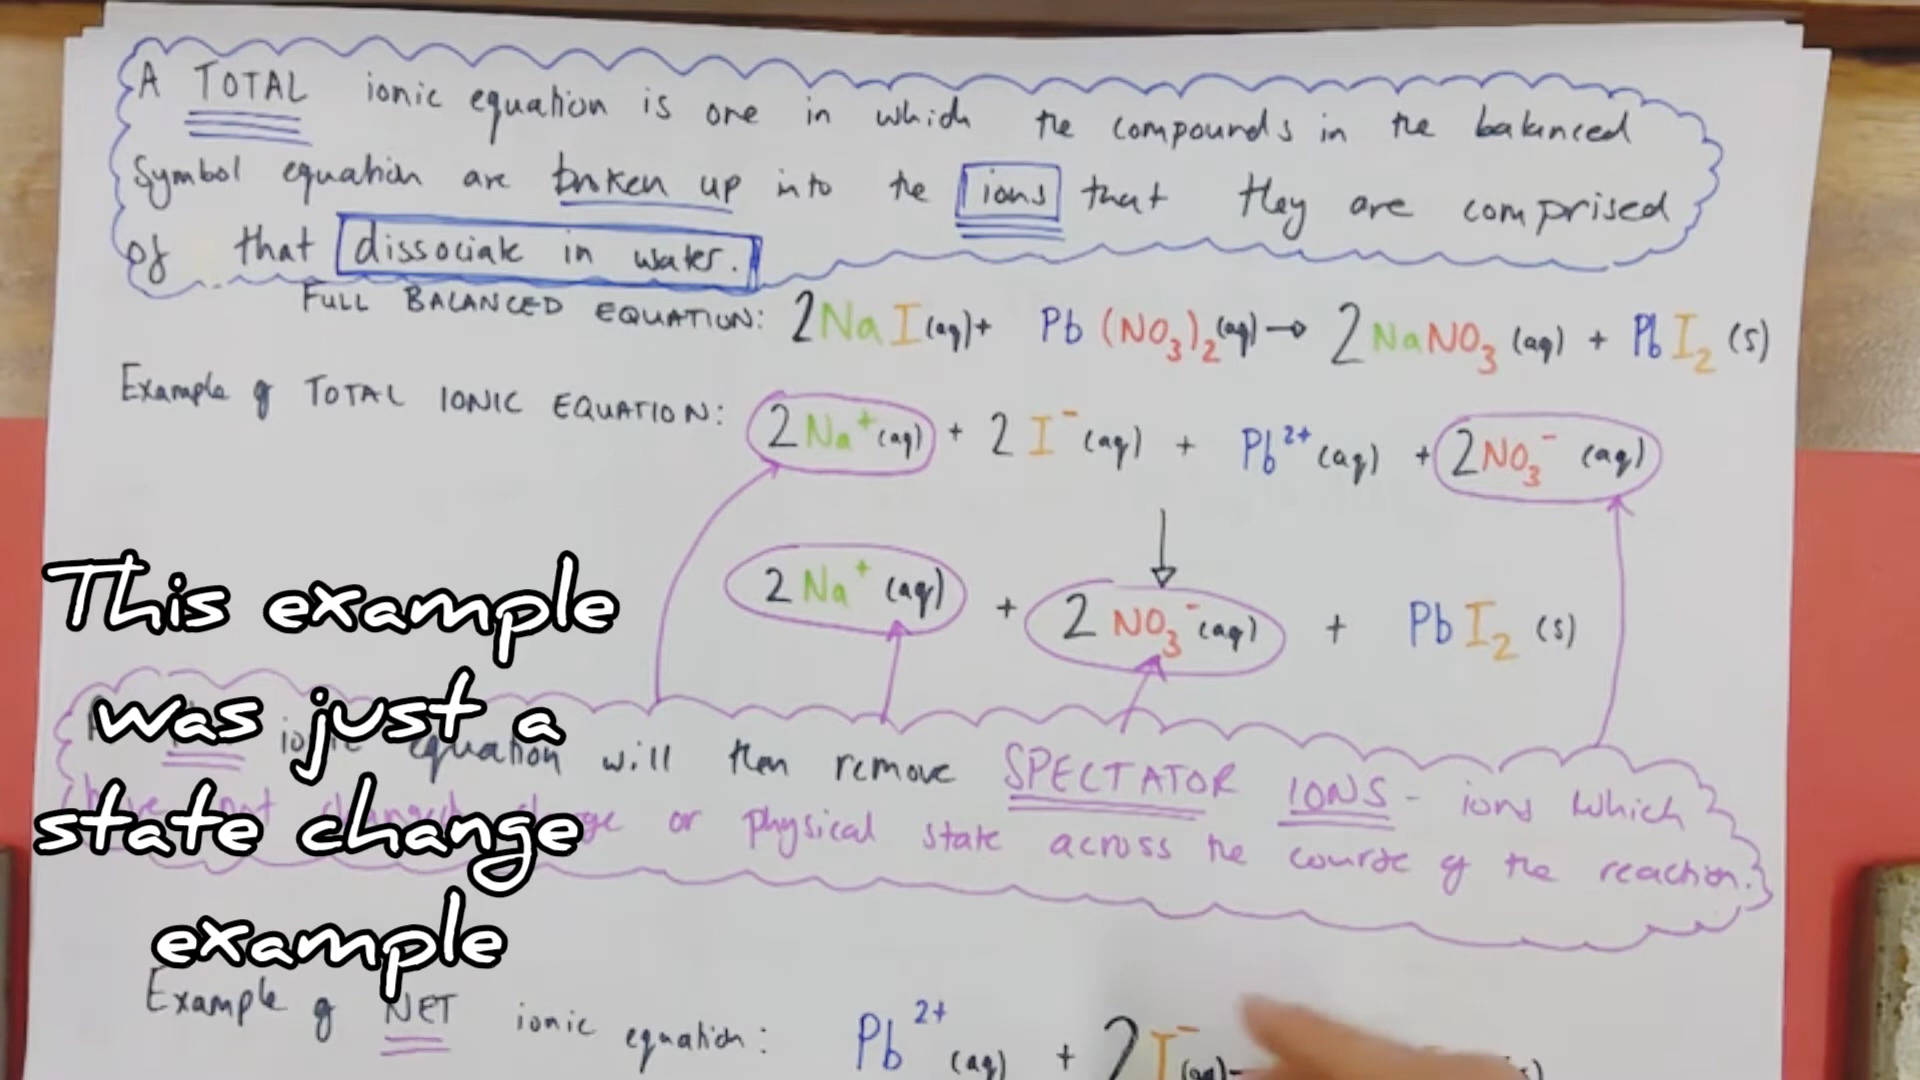 A TOTAL ionic equation is one in which the compounds in the balanced
symbol equation are broken up into the ions that they are comprised
of that dissociate in water.
FULL BALANCED EQUATION: 2NaI(aq) + Pb(NO₃)₂(aq) → 2NaNO₃(aq) + PbI₂(s)
Example of TOTAL IONIC EQUATION: 2Na⁺(aq) + 2I⁻(aq) + Pb²⁺(aq) + 2NO₃⁻(aq)
↓
2Na⁺(aq) + 2NO₃⁻(aq) + PbI₂(s)
This example
was just a
state change
example
ionic equation will then remove SPECTATOR IONS - ions which
or physical state across the course of the reaction.
Example of NET ionic equation: Pb²⁺(aq) + 2I⁻(aq)